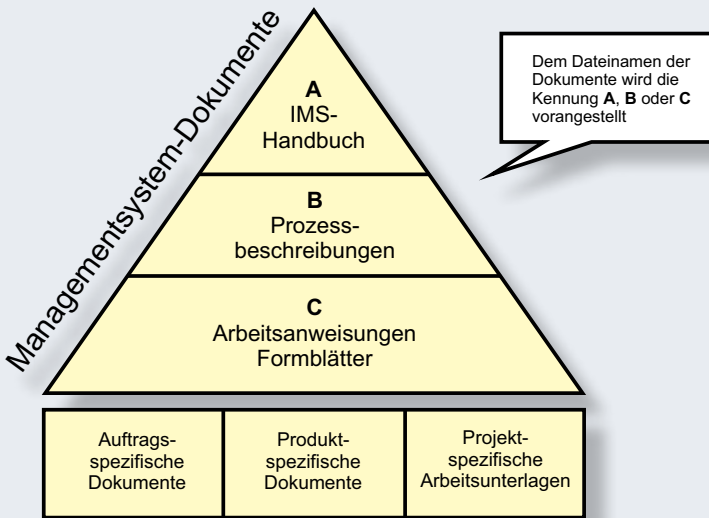 Managementsystem-Dokumente
Dem Dateinamen der
Dokumente wird die
Kennung A, B oder C
vorangestellt
A
IMS-
Handbuch
B
Prozess-
beschreibungen
C
Arbeitsanweisungen
Formblätter
Auftrags-
spezifische
Dokumente
Produkt-
spezifische
Dokumente
Projekt-
spezifische
Arbeitsunterlagen